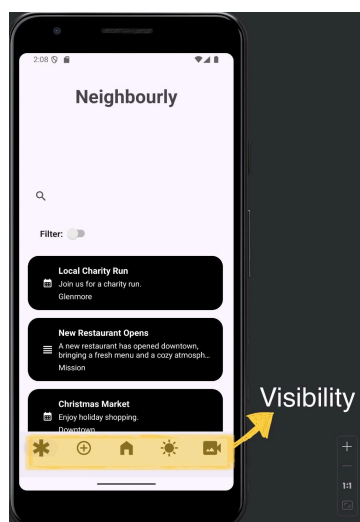 2:08
Neighbourly
Filter:
Local Charity Run
Join us for a charity run.
Glenmore
New Restaurant Opens
A new restaurant has opened downtown,
bringing a fresh menu and a cozy atmosph...
Mission
Christmas Market
Enjoy holiday shopping.
Downtown
Visibility
1:1